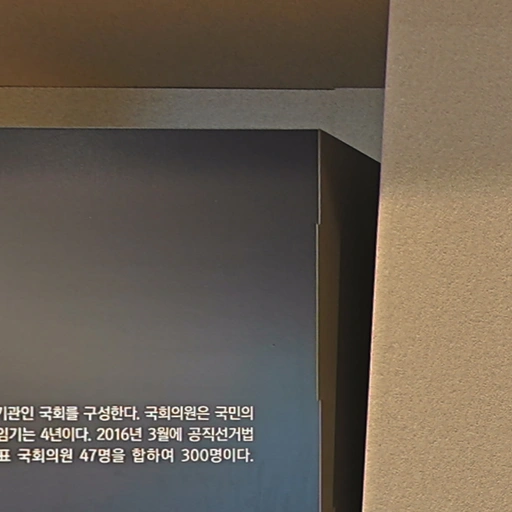 기관인 국회를 구성한다. 국회의원은 국민의
임기는 4년이다. 2016년 3월에 공직선거법
표 국회의원 47명을 합하여 300명이다.